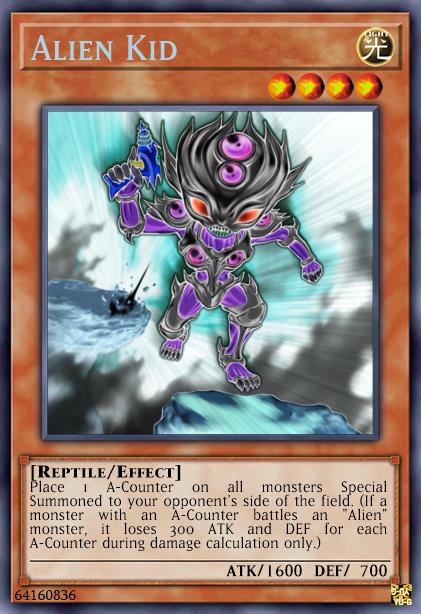 Alien Kid
LIGHT
光
[Reptile/Effect]
Place 1 A-Counter on all monsters Special
Summoned to your opponent's side of the field. (If a
monster with an A-Counter battles an "Alien"
monster, it loses 300 ATK and DEF for each
A-Counter during damage calculation only.)
ATK/1600 DEF/ 700
64160836